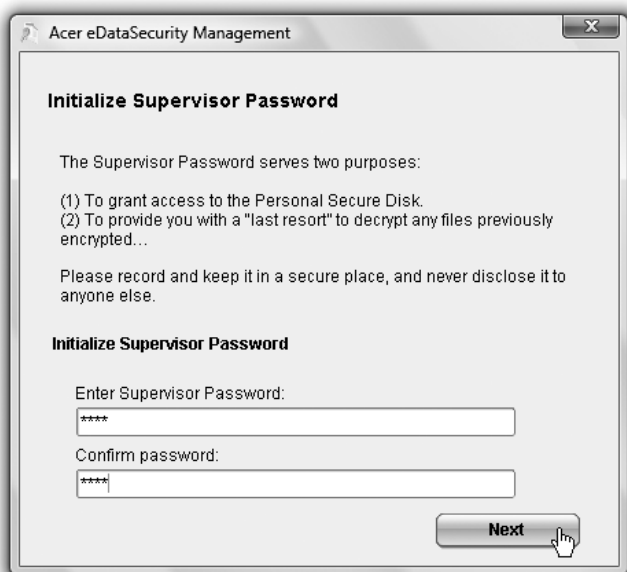 Acer eDataSecurity Management
X
Initialize Supervisor Password
The Supervisor Password serves two purposes:
(1) To grant access to the Personal Secure Disk.
(2) To provide you with a "last resort" to decrypt any files previously
encrypted...
Please record and keep it in a secure place, and never disclose it to
anyone else.
Initialize Supervisor Password
Enter Supervisor Password:
****
Confirm password:
****
Next